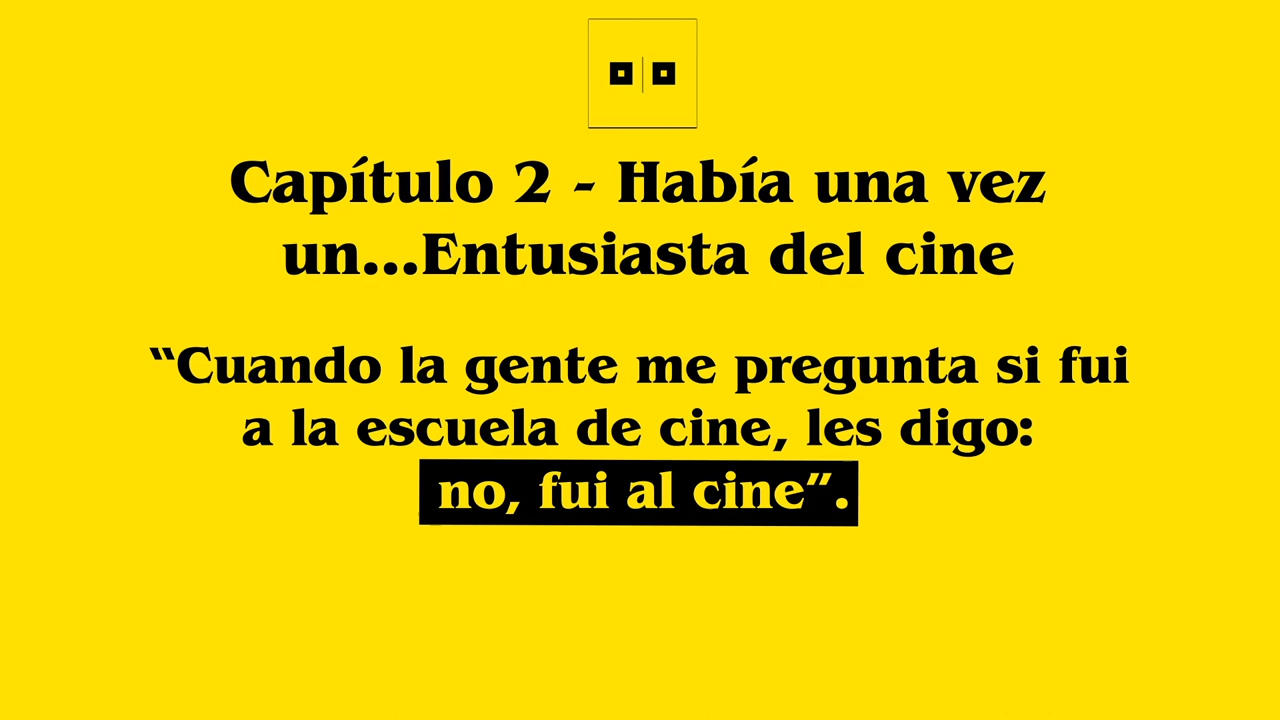 Capítulo 2 - Había una vez
un...Entusiasta del cine
“Cuando la gente me pregunta si fui
a la escuela de cine, les digo:
no, fui al cine”.